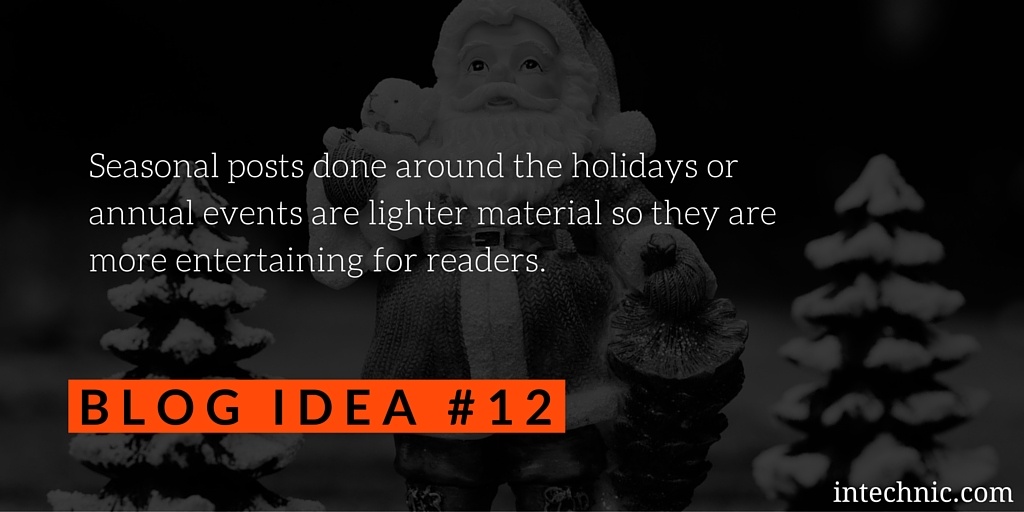 Seasonal posts done around the holidays or
annual events are lighter material so they are
more entertaining for readers.
BLOG IDEA #12
intechnic.com